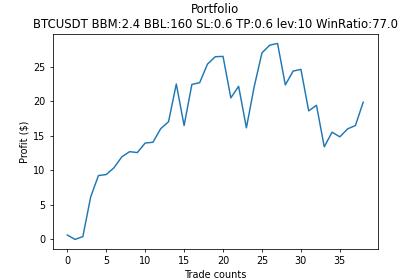 Portfolio
BTCUSDT BBM:2.4 BBL:160 SL:0.6 TP:0.6 lev:10 WinRatio:77.0
25
20
15
10
5
0
Profit ($)
0 5 10 15 20 25 30 35
Trade counts